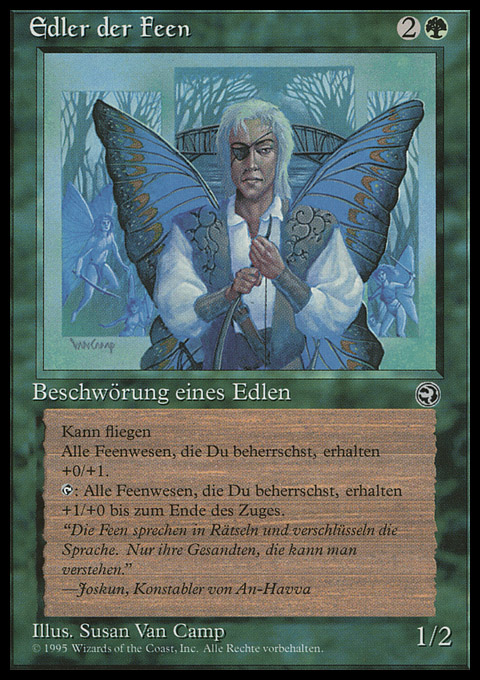 Edler der Feen
2
VAN CAMP
Beschwörung eines Edlen
Kann fliegen
Alle Feenwesen, die Du beherrschst, erhalten
+0/+1.
: Alle Feenwesen, die Du beherrschst, erhalten
+1/+0 bis zum Ende des Zuges.
“Die Feen sprechen in Rätseln und verschlüsseln die
Sprache. Nur ihre Gesandten, die kann man
verstehen.”
—Joskun, Konstabler von An-Havva
Illus. Susan Van Camp
1/2
© 1995 Wizards of the Coast, Inc. Alle Rechte vorbehalten.